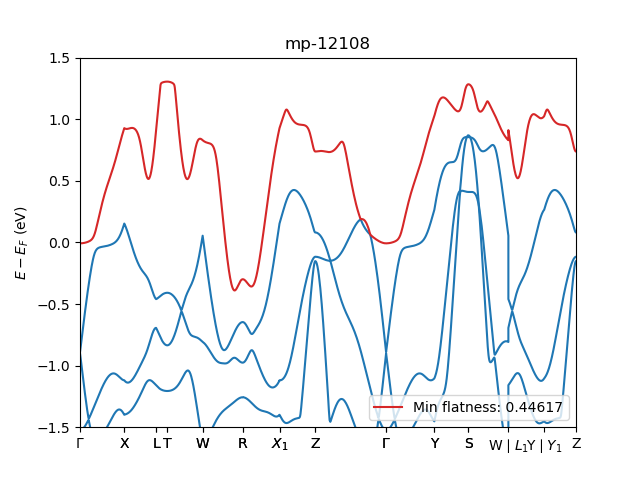 mp-12108
E − E_F (eV)
1.5
1.0
0.5
0.0
−0.5
−1.0
−1.5
Min flatness: 0.44617
Γ X L T W R X₁ Z Γ Y S W | L₁Y | Y₁ Z